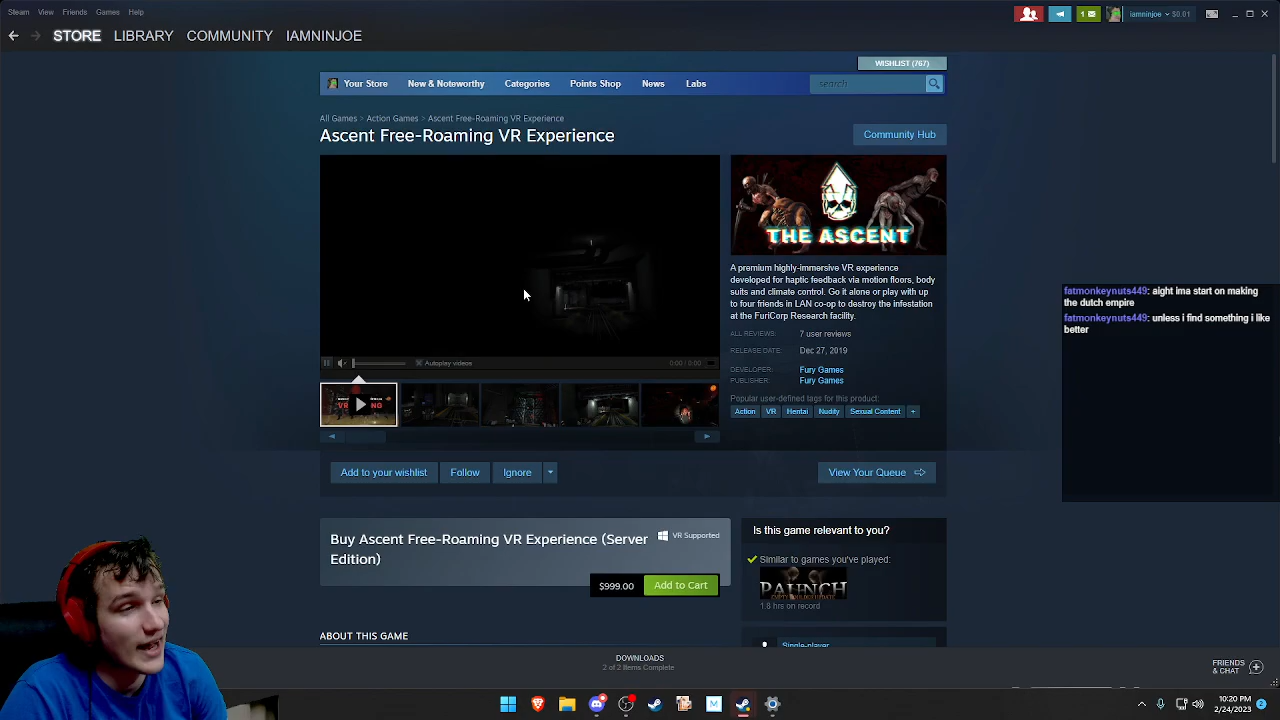 Steam View Friends Games Help
1 iamninjoe $0.01
STORE LIBRARY COMMUNITY IAMNINJOE
WISHLIST (767)
Your Store New & Noteworthy Categories Points Shop News Labs search
All Games > Action Games > Ascent Free-Roaming VR Experience
Ascent Free-Roaming VR Experience
Community Hub
THE ASCENT
A premium highly-immersive VR experience
developed for haptic feedback via motion floors, body
suits and climate control. Go it alone or play with up
to four friends in LAN co-op to destroy the infestation
at the FuriCorp Research facility.
ALL REVIEWS: 7 user reviews
RELEASE DATE: Dec 27, 2019
DEVELOPER: Fury Games
PUBLISHER: Fury Games
Popular user-defined tags for this product:
Action VR Hentai Nudity Sexual Content +
Autoplay videos 0:00 / 0:00
fatmonkeynuts449: aight ima start on making
the dutch empire
fatmonkeynuts449: unless i find something i like
better
Add to your wishlist Follow Ignore View Your Queue
Buy Ascent Free-Roaming VR Experience (Server
Edition)
VR Supported
$999.00 Add to Cart
Is this game relevant to you?
Similar to games you've played:
PAUNCH
1.8 hrs on record
Single-player
ABOUT THIS GAME
DOWNLOADS
2 of 2 Items Complete
FRIENDS
& CHAT
10:20 PM
2/24/2023
2